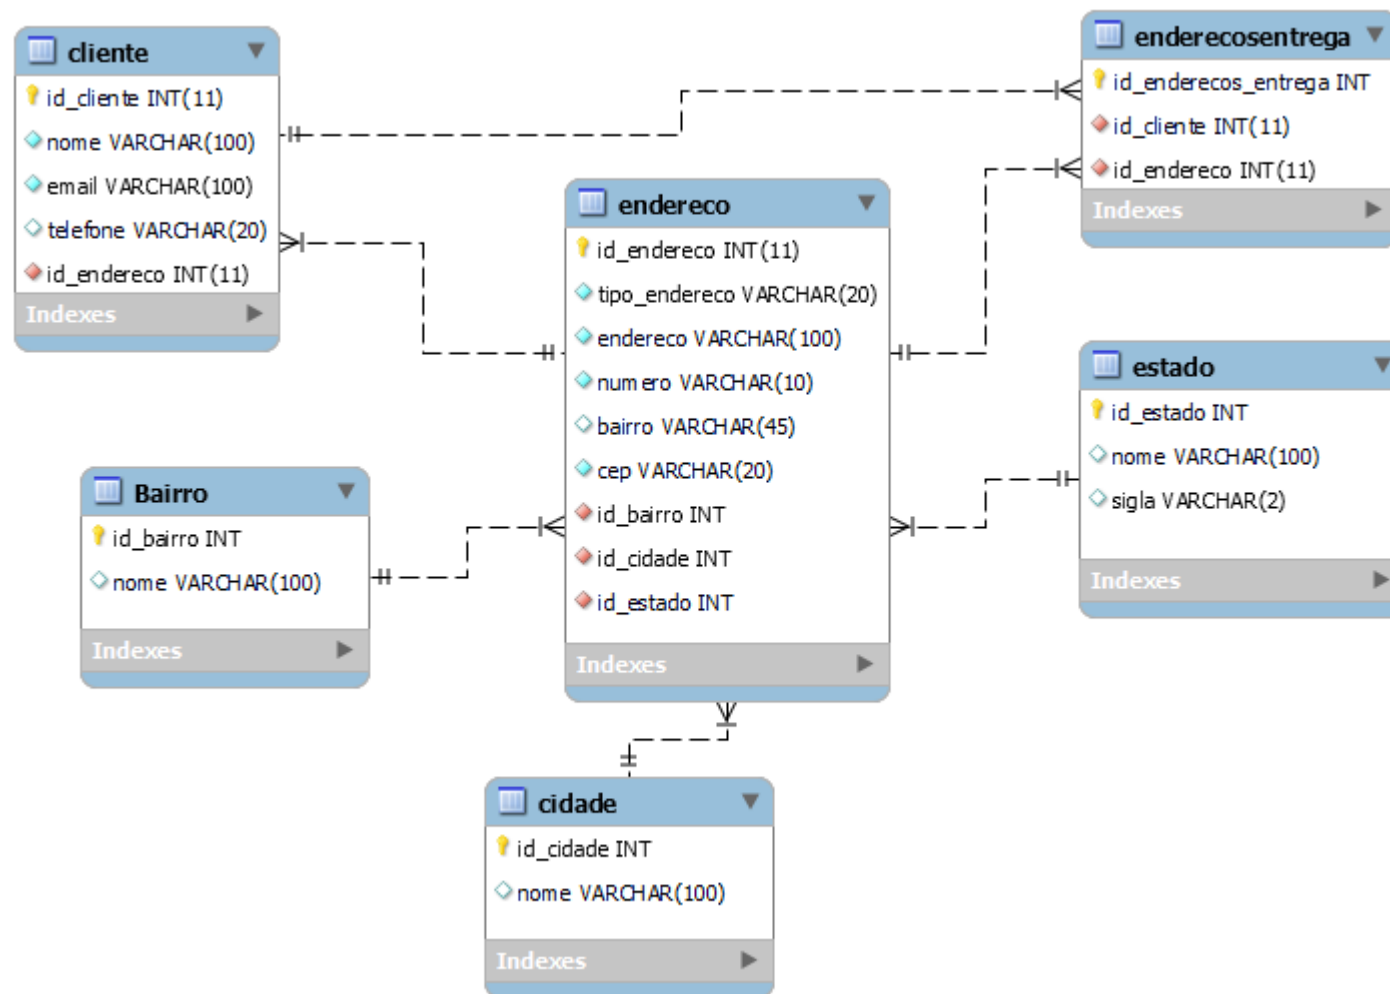 cliente
id_cliente INT(11)
nome VARCHAR(100)
email VARCHAR(100)
telefone VARCHAR(20)
id_endereco INT(11)
Indexes
enderecosentrega
id_enderecos_entrega INT
id_cliente INT(11)
id_endereco INT(11)
Indexes
endereco
id_endereco INT(11)
tipo_endereco VARCHAR(20)
endereco VARCHAR(100)
numero VARCHAR(10)
bairro VARCHAR(45)
cep VARCHAR(20)
id_bairro INT
id_cidade INT
id_estado INT
Indexes
estado
id_estado INT
nome VARCHAR(100)
sigla VARCHAR(2)
Indexes
Bairro
id_bairro INT
nome VARCHAR(100)
Indexes
cidade
id_cidade INT
nome VARCHAR(100)
Indexes